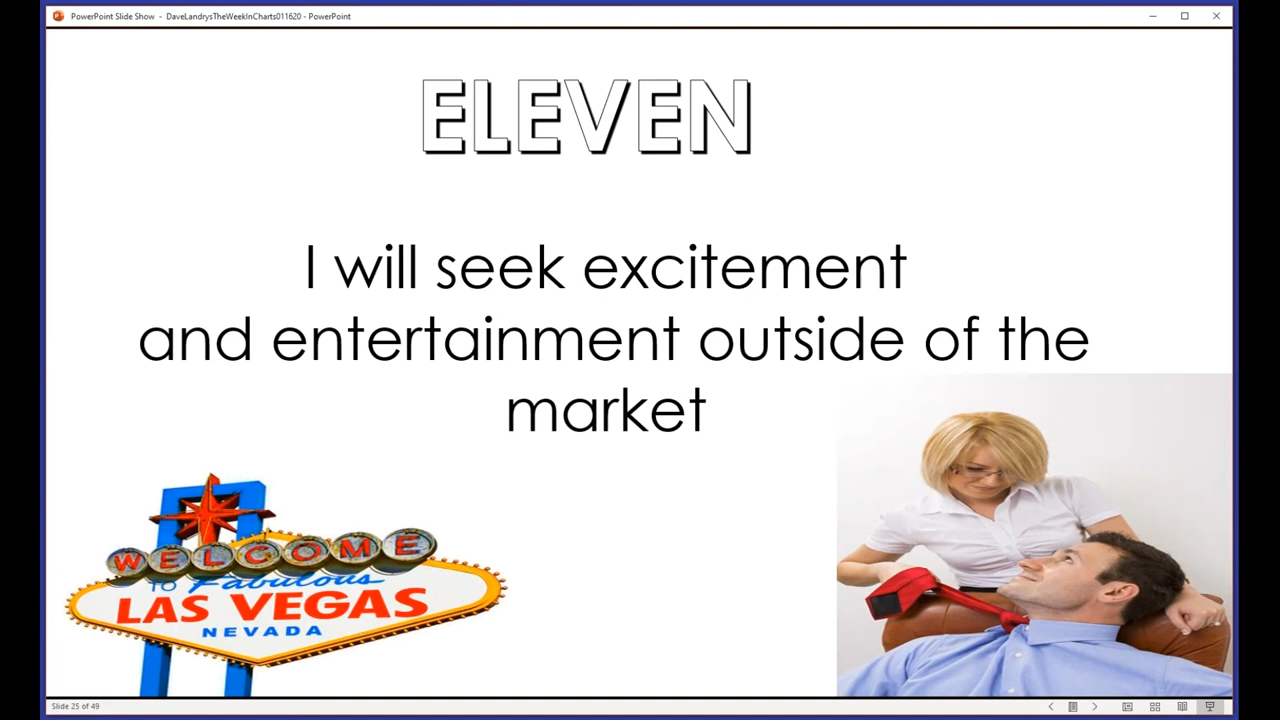 PowerPoint Slide Show - DaveLandrysTheWeekInCharts011620 - PowerPoint
ELEVEN
I will seek excitement
and entertainment outside of the
market
WELCOME
TO Fabulous
LAS VEGAS
NEVADA
Slide 25 of 49